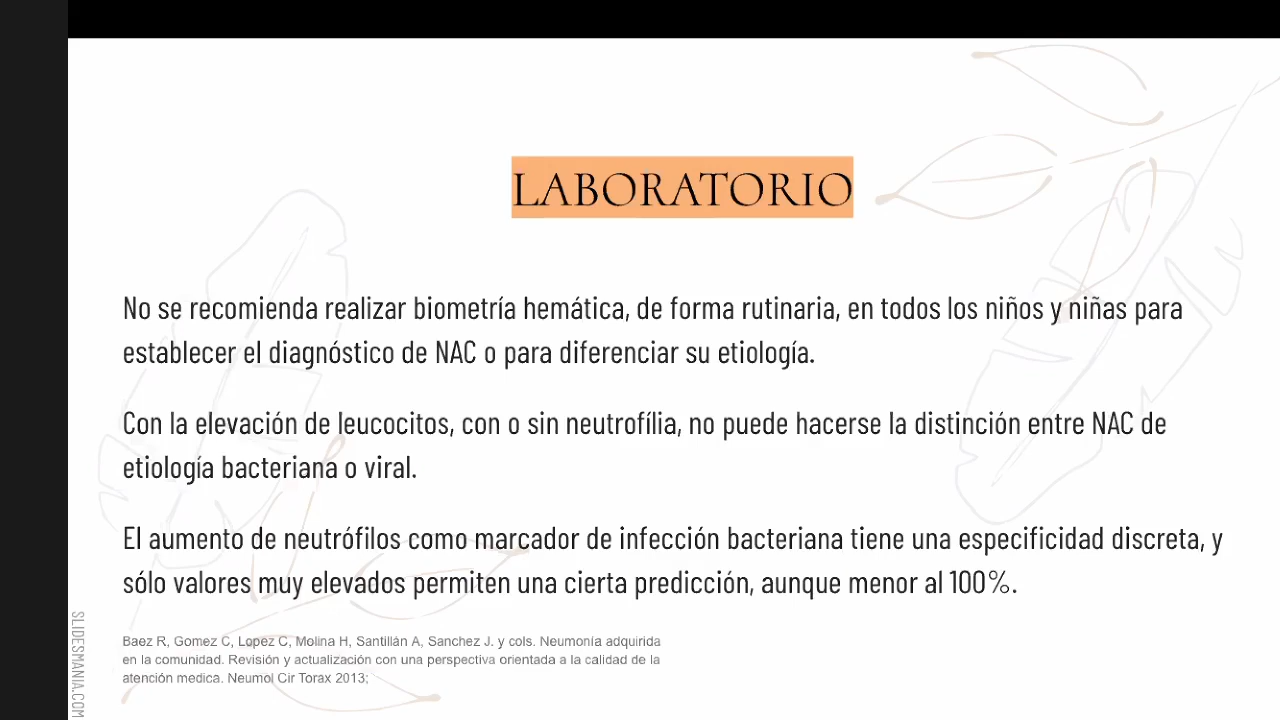 LABORATORIO
No se recomienda realizar biometría hemática, de forma rutinaria, en todos los niños y niñas para
establecer el diagnóstico de NAC o para diferenciar su etiología.
Con la elevación de leucocitos, con o sin neutrofília, no puede hacerse la distinción entre NAC de
etiología bacteriana o viral.
El aumento de neutrófilos como marcador de infección bacteriana tiene una especificidad discreta, y
sólo valores muy elevados permiten una cierta predicción, aunque menor al 100%.
Baez R, Gomez C, Lopez C, Molina H, Santillán A, Sanchez J. y cols. Neumonía adquirida
en la comunidad. Revisión y actualización con una perspectiva orientada a la calidad de la
atención medica. Neumol Cir Torax 2013;
SLIDESMANIA.COM